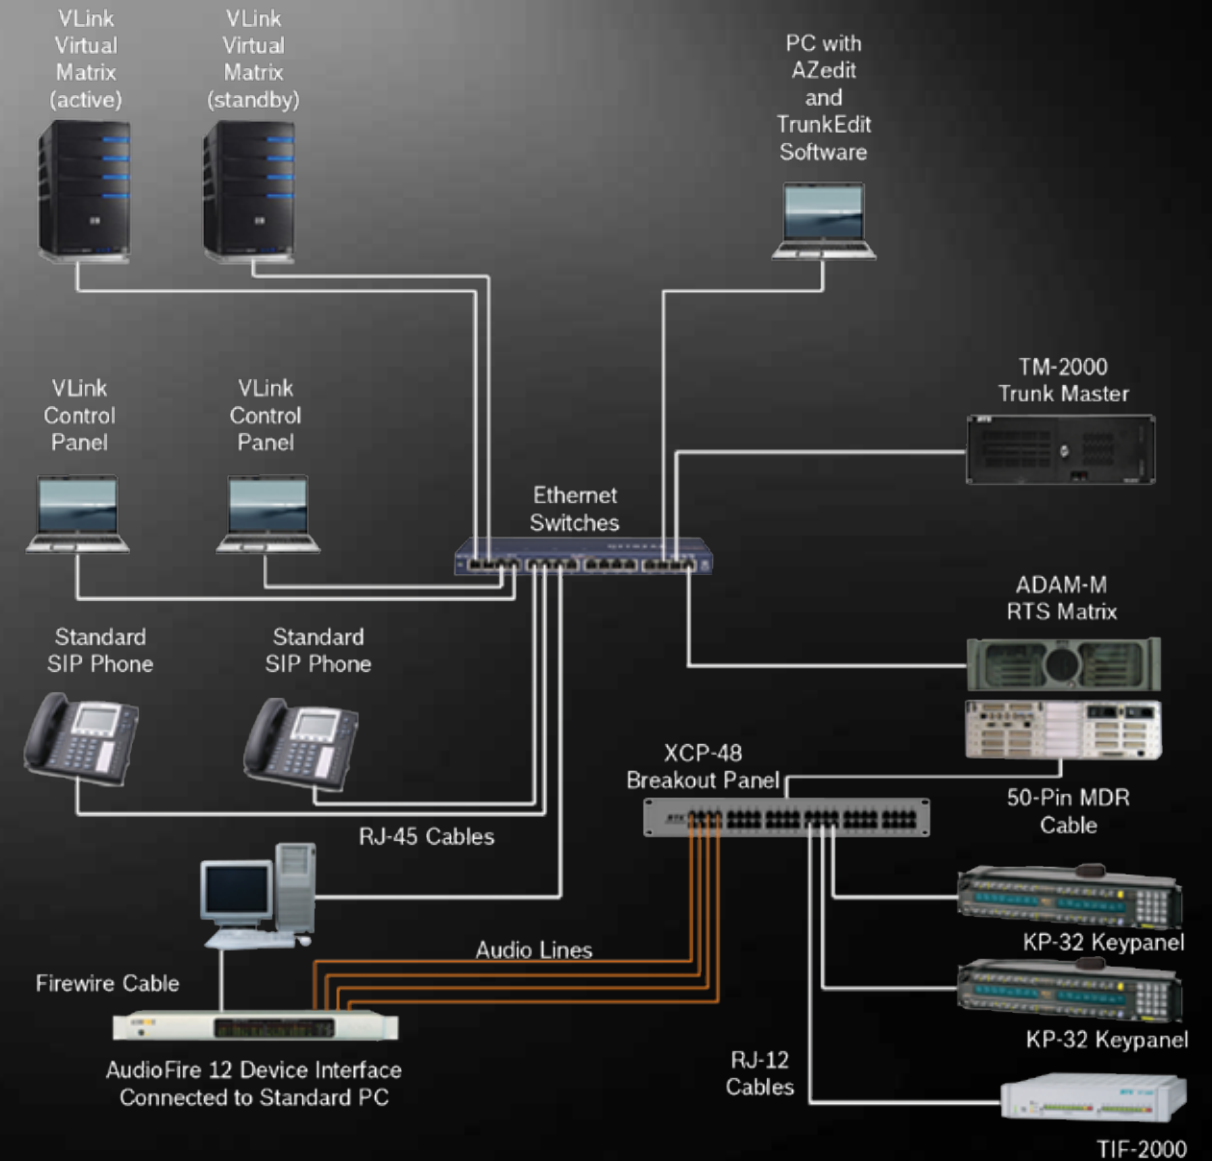 VLink
Virtual
Matrix
(active)
VLink
Virtual
Matrix
(standby)
PC with
AZedit
and
TrunkEdit
Software
TM-2000
Trunk Master
VLink
Control
Panel
VLink
Control
Panel
Ethernet
Switches
ADAM-M
RTS Matrix
Standard
SIP Phone
Standard
SIP Phone
XCP-48
Breakout Panel
50-Pin MDR
Cable
RJ-45 Cables
KP-32 Keypanel
Audio Lines
Firewire Cable
KP-32 Keypanel
AudioFire 12 Device Interface
Connected to Standard PC
RJ-12
Cables
TIF-2000